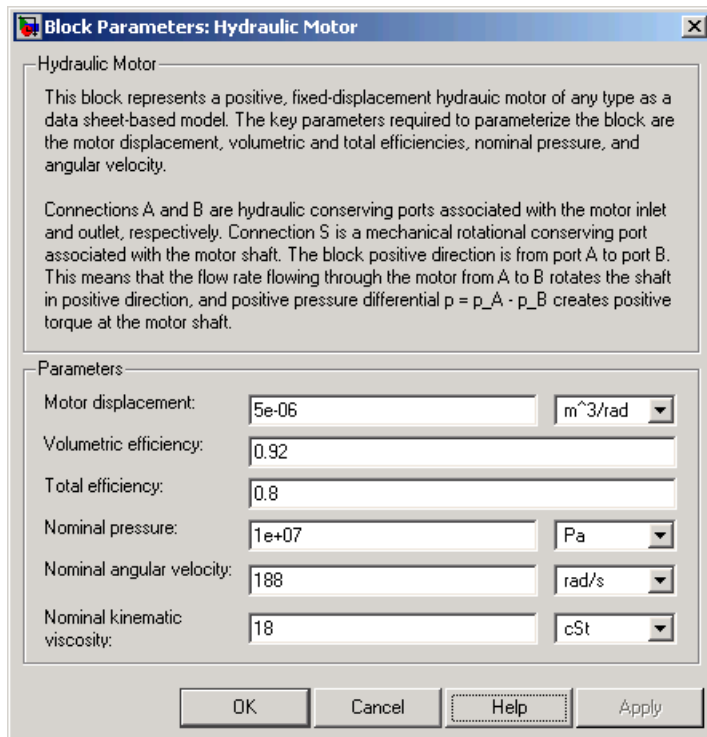 Block Parameters: Hydraulic Motor
Hydraulic Motor
This block represents a positive, fixed-displacement hydrauic motor of any type as a
data sheet-based model. The key parameters required to parameterize the block are
the motor displacement, volumetric and total efficiencies, nominal pressure, and
angular velocity.
Connections A and B are hydraulic conserving ports associated with the motor inlet
and outlet, respectively. Connection S is a mechanical rotational conserving port
associated with the motor shaft. The block positive direction is from port A to port B.
This means that the flow rate flowing through the motor from A to B rotates the shaft
in positive direction, and positive pressure differential p = p_A - p_B creates positive
torque at the motor shaft.
Parameters
Motor displacement: 5e-06 m^3/rad
Volumetric efficiency: 0.92
Total efficiency: 0.8
Nominal pressure: 1e+07 Pa
Nominal angular velocity: 188 rad/s
Nominal kinematic
viscosity: 18 cSt
OK Cancel Help Apply